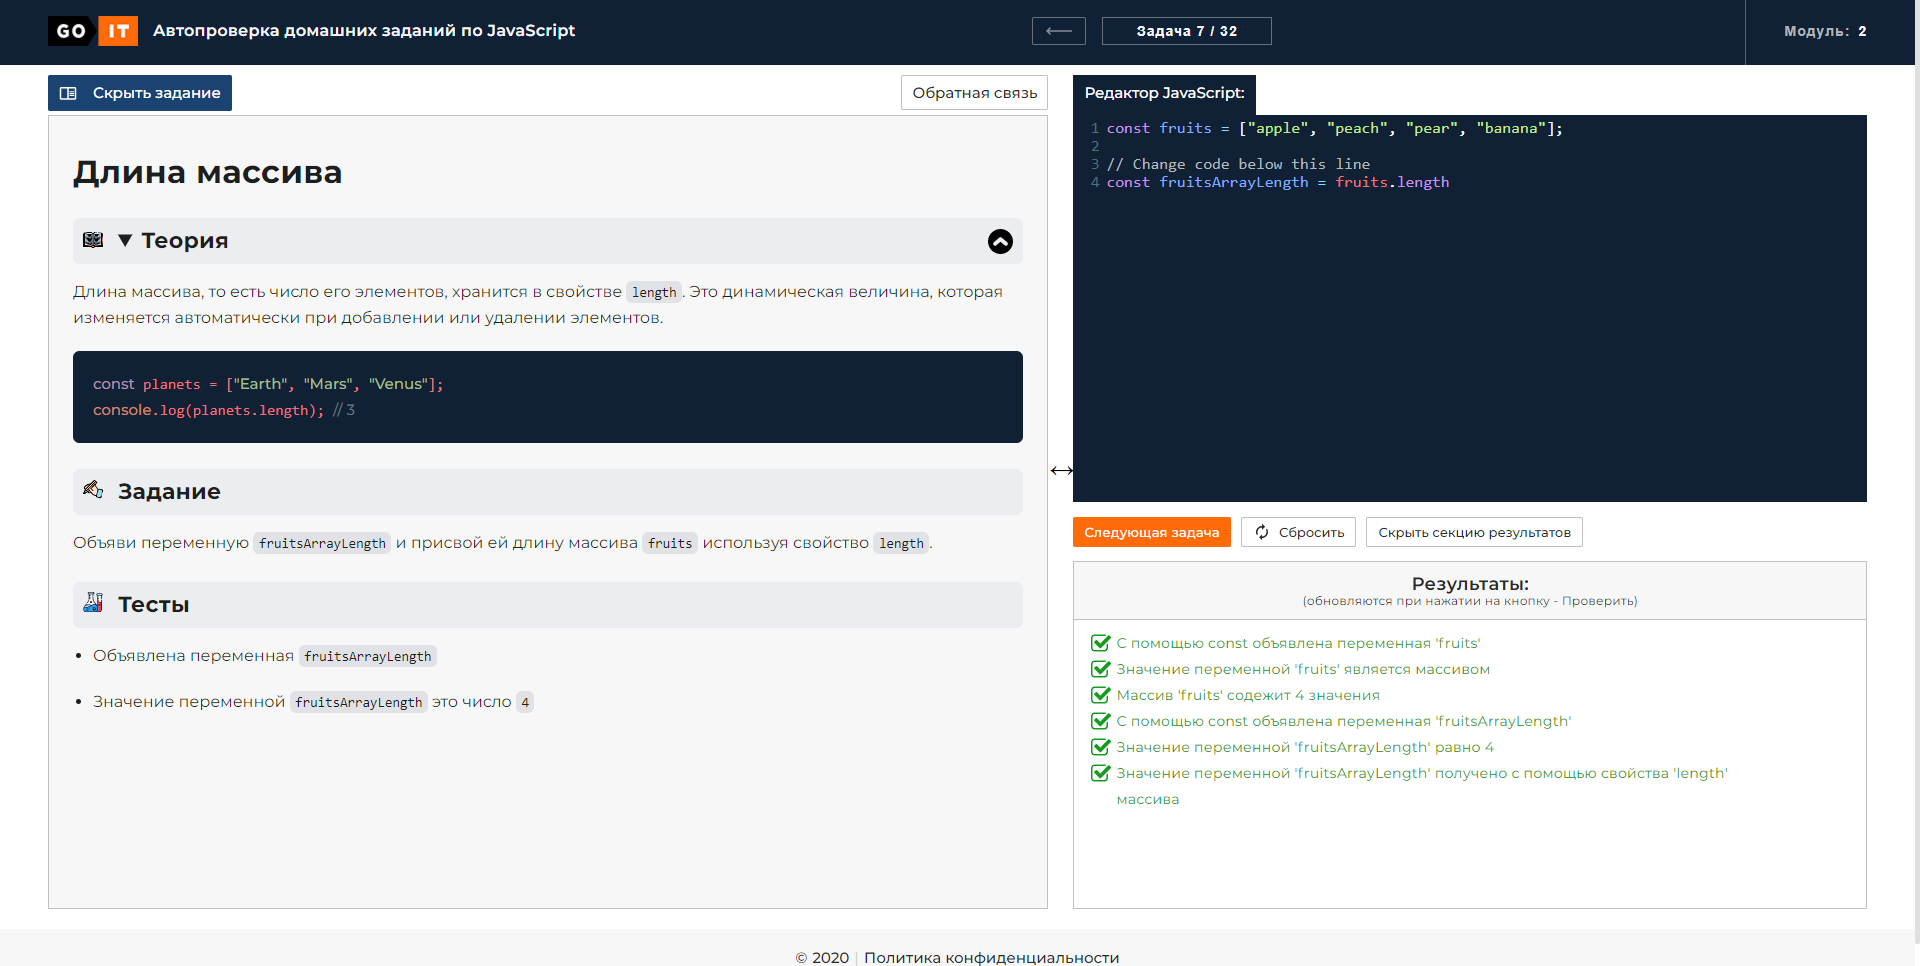 GO IT
Автопроверка домашних заданий по JavaScript
Задача 7 / 32
Модуль: 2
Скрыть задание
Обратная связь
Длина массива
Теория
Длина массива, то есть число его элементов, хранится в свойстве length. Это динамическая величина, которая
изменяется автоматически при добавлении или удалении элементов.
const planets = ["Earth", "Mars", "Venus"];
console.log(planets.length); // 3
Задание
Объяви переменную fruitsArrayLength и присвой ей длину массива fruits используя свойство length.
Тесты
• Объявлена переменная fruitsArrayLength
• Значение переменной fruitsArrayLength это число 4
Редактор JavaScript:
1 const fruits = ["apple", "peach", "pear", "banana"];
2
3 // Change code below this line
4 const fruitsArrayLength = fruits.length
Следующая задача
Сбросить
Скрыть секцию результатов
Результаты:
(обновляются при нажатии на кнопку - Проверить)
С помощью const объявлена переменная 'fruits'
Значение переменной 'fruits' является массивом
Массив 'fruits' содежит 4 значения
С помощью const объявлена переменная 'fruitsArrayLength'
Значение переменной 'fruitsArrayLength' равно 4
Значение переменной 'fruitsArrayLength' получено с помощью свойства 'length'
массива
© 2020 | Политика конфиденциальности